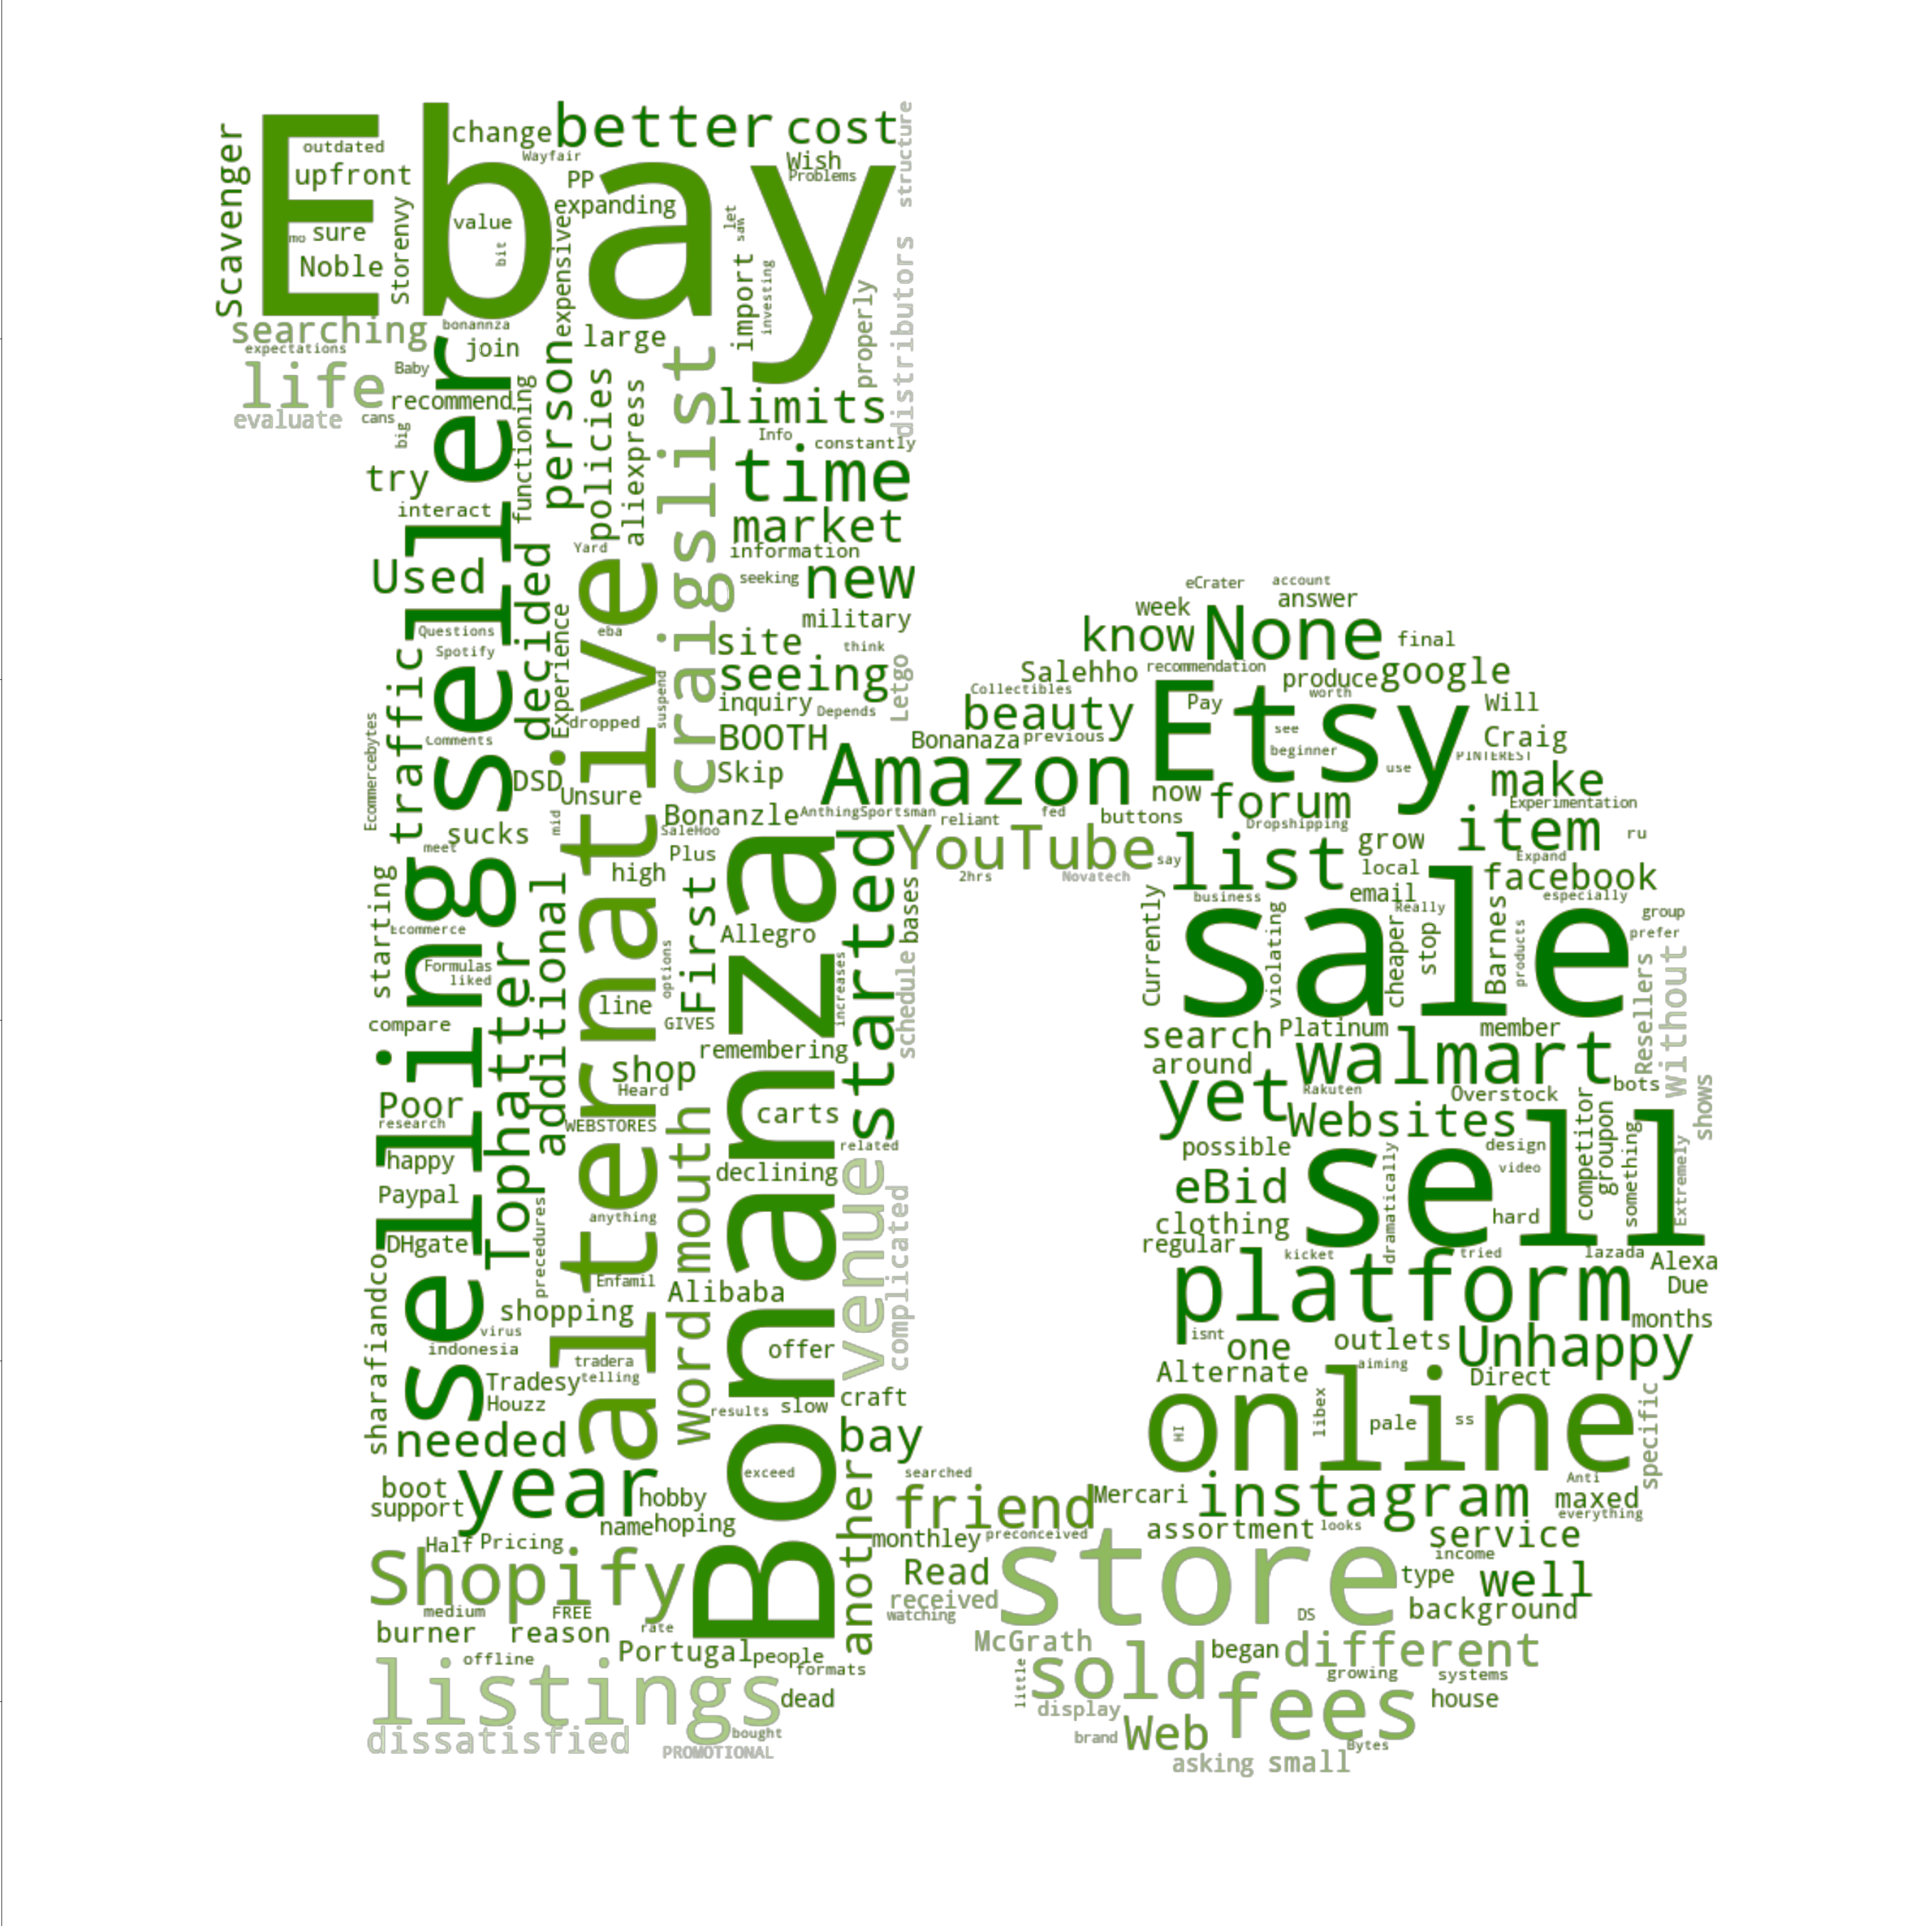 Ebay
better
cost
change
Scavenger
outdated
upfront
Wayfair
PP
Wish
Problems
structure
expanding
value
sure
mo
Storenvy
Noble
bit
expensive
let
saw
import
investing
properly
distributors
searching
bonannza
expectations
join
large
life
Baby
recommend
evaluate
cans
big
person
policies
aliexpress
craigslist
limits
Info
constantly
try
functioning
time
interact
market
information
Used
seller
decided
Yard
seeking
new
military
Questions
Experience
eba
site
think
Spotify
seeing
Letgo
suspend
inquiry
Depends
dropped
traffic
Ecommercebytes
Comments
BOOTH
DSD
Skip
Unsure
alternative
Bonanzle
mid
sucks
SaleHoo
meet
Plus
high
starting
selling
additional
First
Bonanza
started
Allegro
bases
Ecommerce
Formulas
liked
Tophatter
options
increases
line
GIVES
compare
schedule
remembering
shop
Heard
Poor
carts
research
WEBSTORES
mouth
related
happy
declining
venue
Paypal
complicated
anything
precedures
DHgate
Enfamil
Alibaba
sharafiandco
shopping
word
virus
indonesia
offer
tradera
Tradesy
telling
Houzz
craft
results
slow
needed
bay
exceed
searched
boot
year
support
hobby
name
hoping
another
Half
Pricing
Shopify
medium
FREE
rate
burner
reason
Portugal
people
formats
offline
listings
dead
dissatisfied
bought
PROMOTIONAL
eCrater
account
week
answer
know
None
final
Salehho
recommendation
produce
google
Collectibles
worth
Pay
Will
beauty
Etsy
Bonanaza
previous
see
Craig
beginner
PINTEREST
Amazon
use
make
now
forum
Experimentation
AnthingSportsman
reliant
fed
buttons
Dropshipping
item
ru
YouTube
say
list
grow
Expand
2hrs
Novatech
local
facebook
business
email
especially
Really
Currently
violating
sale
cheaper
stop
Barnes
products
group
prefer
Resellers
Without
search
Platinum
member
around
walmart
yet
Rakuten
Overstock
bots
shows
Websites
possible
design
competitor
groupon
something
Extremely
eBid
dramatically
sell
video
clothing
hard
regular
kicket
tried
lazada
Alexa
platform
Due
months
isnt
one
outlets
Unhappy
Alternate
aiming
Direct
online
HI
libex
pale
ss
specific
Anti
friend
Mercari
instagram
maxed
everything
monthley
preconceived
assortment
looks
service
income
Read
store
type
well
received
watching
DS
background
McGrath
began
different
little
sold
growing
systems
display
fees
house
brand
Web
Bytes
asking
small